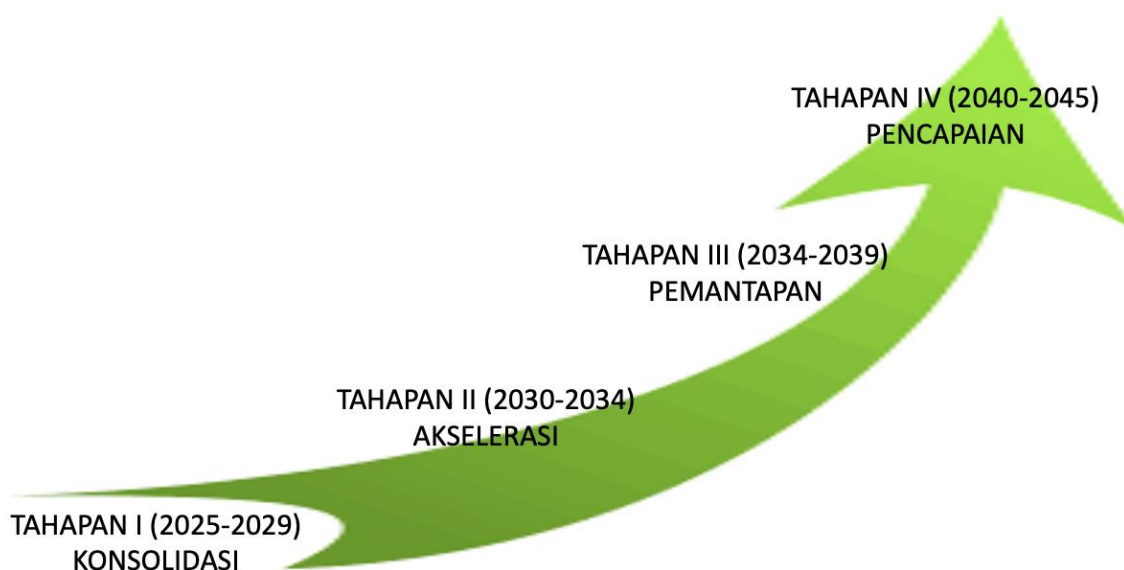 TAHAPAN IV (2040-2045)
PENCAPAIAN
TAHAPAN III (2034-2039)
PEMANTAPAN
TAHAPAN II (2030-2034)
AKSELERASI
TAHAPAN I (2025-2029)
KONSOLIDASI